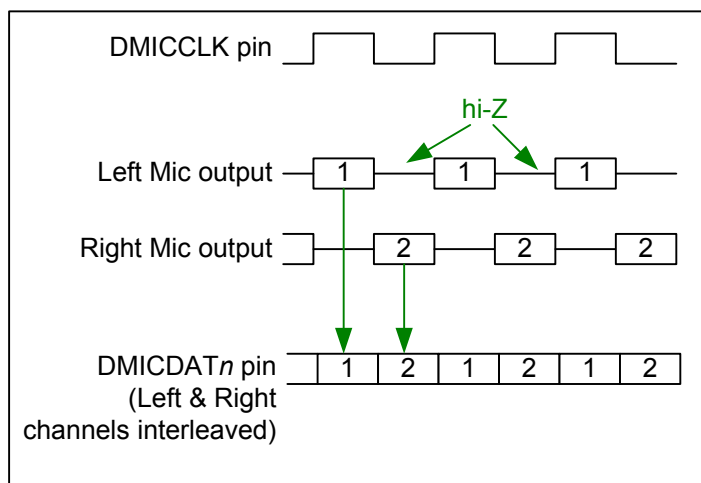 DMICCLK pin
hi-Z
Left Mic output
1 1 1
Right Mic output
2 2 2
DMICDATn pin
(Left & Right
channels interleaved)
1 2 1 2 1 2